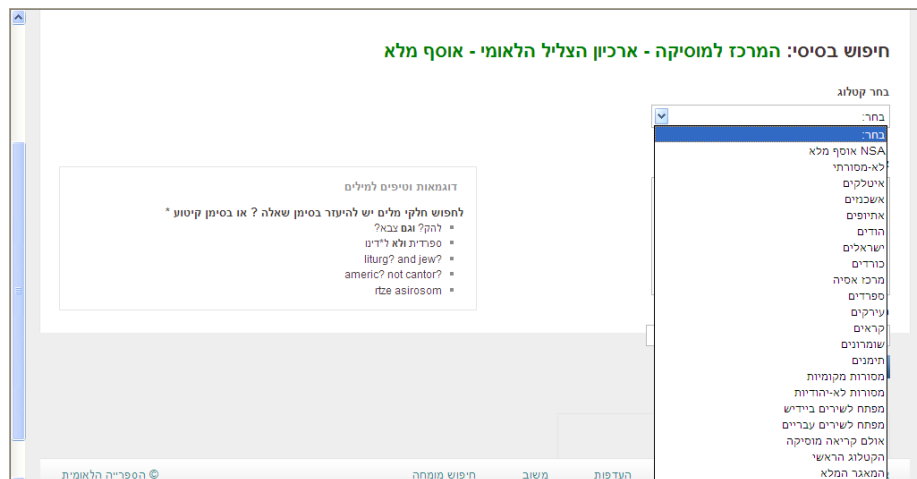 חיפוש בסיסי: המרכז למוסיקה - ארכיון הצליל הלאומי - אוסף מלא
בחר קטלוג
בחר:
בחר:
NSA אוסף מלא
לא-מסורתי
איטלקים
אשכנזים
אתיופים
הודים
ישראלים
כורדים
מרכז אסיה
ספרדים
עירקים
קראים
שומרונים
תימנים
מסורות מקומיות
מסורות לא-יהודיות
מפתח לשירים ביידיש
מפתח לשירים עבריים
אולם קריאה מוסיקה
הקטלוג הראשי
המאגר המלא
דוגמאות וטיפים למילים
לחפוש חלקי מלים יש להיעזר בסימן שאלה ? או בסימן קיטוע *
להק? וגם צבא?
ספרדית ולא ל*דינו
liturg? and jew?
americ? not cantor?
rtze asirosom
העדפות
משוב
חיפוש מומחה
© הספרייה הלאומית